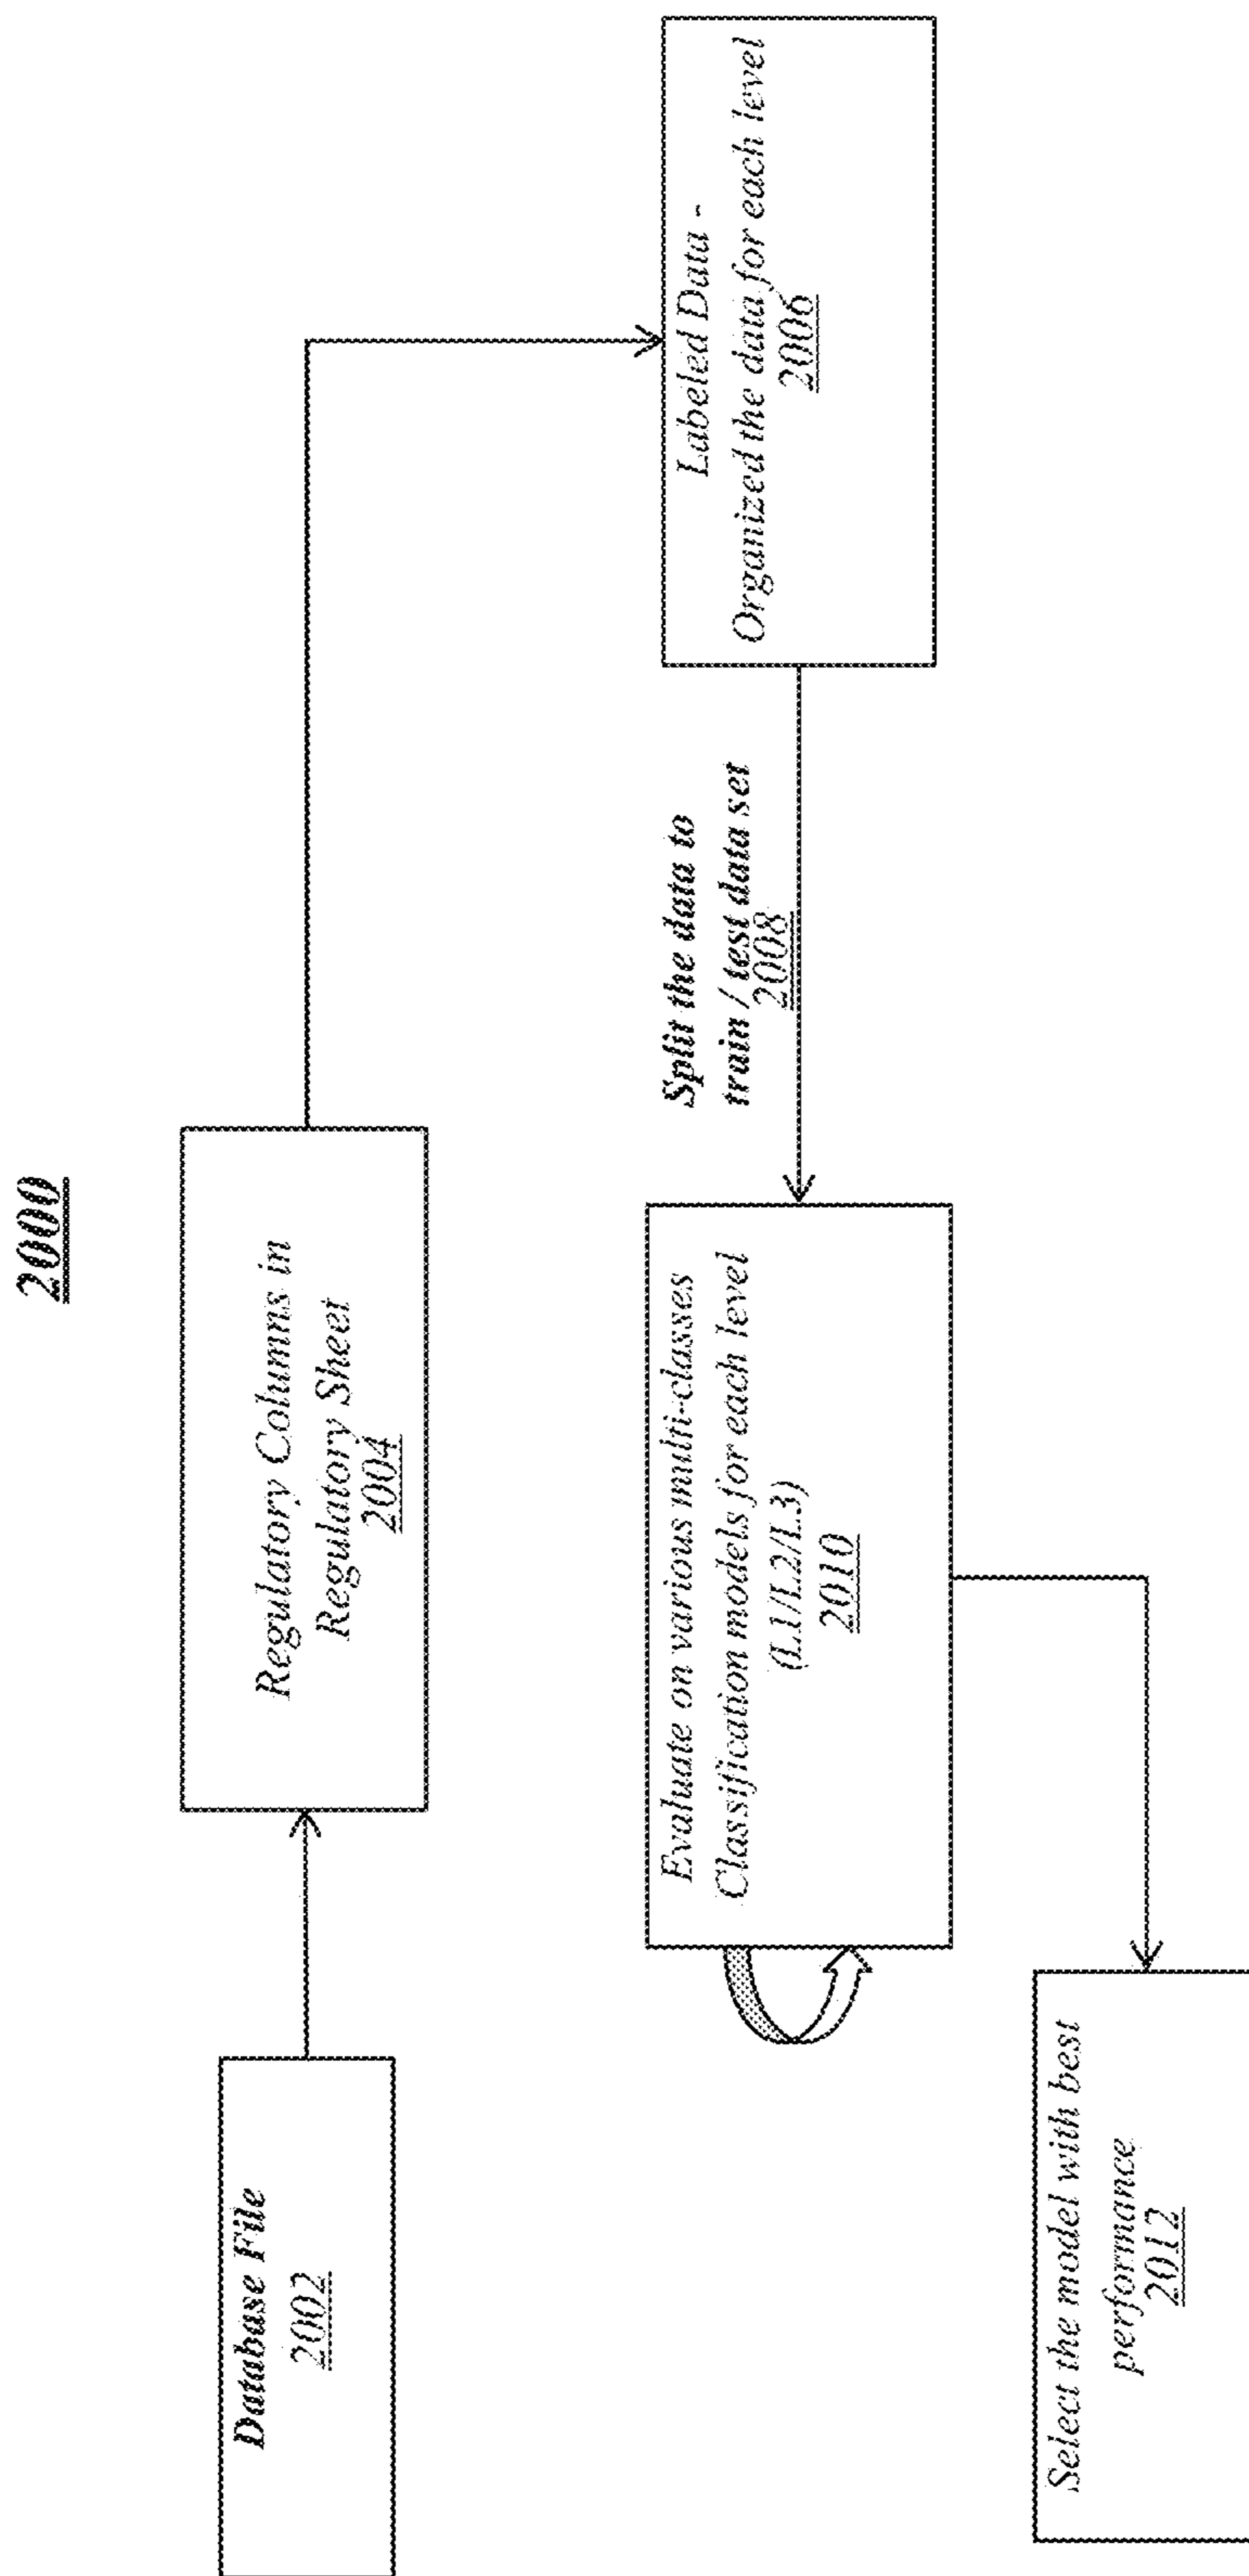 2000
Database File
2002
Regulatory Columns in
Regulatory Sheet
2004
Labeled Data -
Organized the data for each level
2006
Split the data to
train / test data set
2008
Evaluate on various multi-classes
Classification models for each level
(L1/L2/L3)
2010
Select the model with best
performance
2012